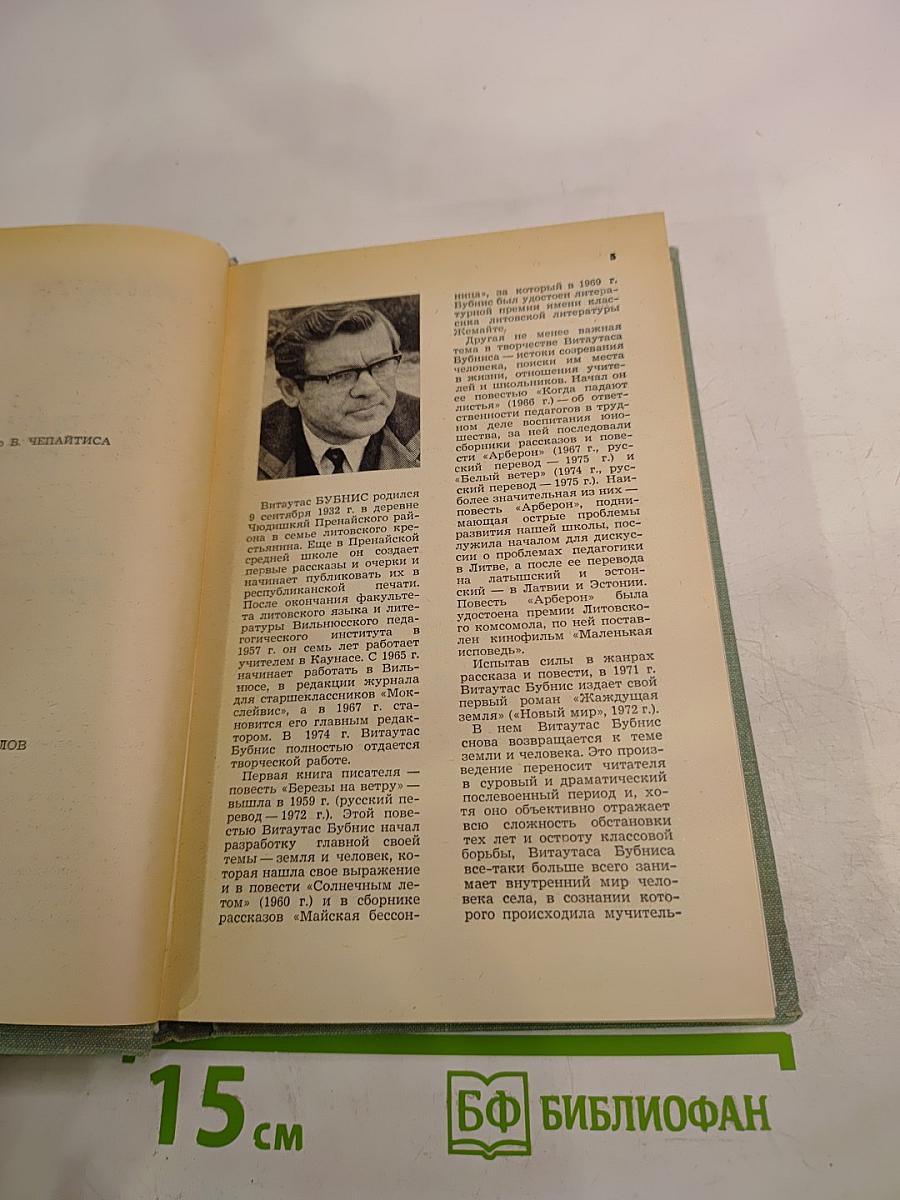 В. ЧЕПАЙТИСА
ЛОВ
5
Витаутас БУБНИС родился
9 сентября 1932 г. в деревне
Чюдишкяй Пренайского рай-
она в семье литовского кре-
стьянина. Еще в Пренайской
средней школе он создает
первые рассказы и очерки и
начинает публиковать их в
республиканской печати.
После окончания факульте-
та литовского языка и лите-
ратуры Вильнюсского педа-
гогического института в
1957 г. он семь лет работает
учителем в Каунасе. С 1965 г.
начинает работать в Виль-
нюсе, в редакции журнала
для старшеклассников «Мок-
слейвис», а в 1967 г. ста-
новится его главным редак-
тором. В 1974 г. Витаутас
Бубнис полностью отдается
творческой работе.
Первая книга писателя —
повесть «Березы на ветру» —
вышла в 1959 г. (русский пе-
ревод — 1972 г.). Этой пове-
стью Витаутас Бубнис начал
разработку главной своей
темы — земля и человек, ко-
торая нашла свое выражение
и в повести «Солнечным ле-
том» (1960 г.) и в сборнике
рассказов «Майская бессон-
ница», за который в 1969 г.
Бубнис был удостоен литера-
турной премии имени клас-
сика литовской литературы
Жемайте.
Другая не менее важная
тема в творчестве Витаутаса
Бубниса — истоки созревания
человека, поиски им места
в жизни, отношения учите-
лей и школьников. Начал он
ее повестью «Когда падают
листья» (1966 г.) — об ответ-
ственности педагогов в труд-
ном деле воспитания юно-
шества, за ней последовали
сборники рассказов и пове-
сти «Арберон» (1967 г., рус-
ский перевод — 1975 г.) и
«Белый ветер» (1974 г., рус-
ский перевод — 1975 г.). Наи-
более значительная из них —
повесть «Арберон», подни-
мающая острые проблемы
развития нашей школы, пос-
лужила началом для дискус-
сии о проблемах педагогики
в Литве, а после ее перевода
на латышский и эстон-
ский — в Латвии и Эстонии.
Повесть «Арберон» была
удостоена премии Литовско-
го комсомола, по ней постав-
лен кинофильм «Маленькая
исповедь».
Испытав силы в жанрах
рассказа и повести, в 1971 г.
Витаутас Бубнис издает свой
первый роман «Жаждущая
земля» («Новый мир», 1972 г.).
В нем Витаутас Бубнис
снова возвращается к теме
земли и человека. Это произ-
ведение переносит читателя
в суровый и драматический
послевоенный период и, хо-
тя оно объективно отражает
всю сложность обстановки
тех лет и остроту классовой
борьбы, Витаутаса Бубниса
все-таки больше всего зани-
мает внутренний мир чело-
века села, в сознании кото-
рого происходила мучитель-
15 см
БФ БИБЛИОФАН